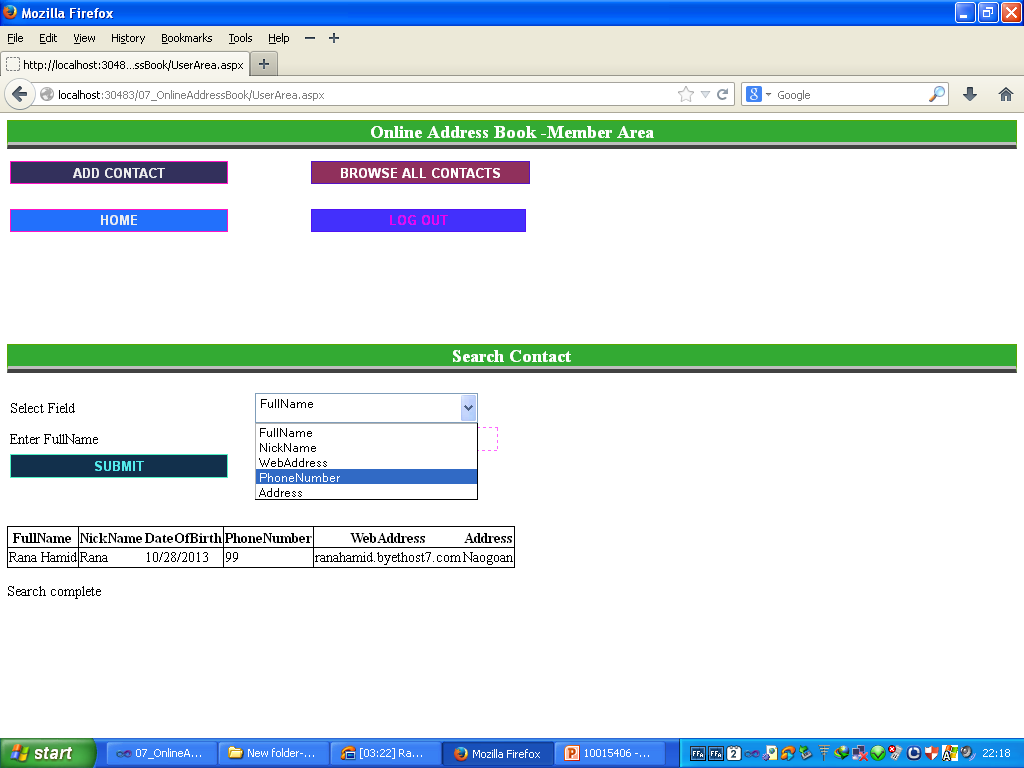 Mozilla Firefox
File Edit View History Bookmarks Tools Help
http://localhost:3048...ssBook/UserArea.aspx
localhost:30483/07_OnlineAddressBook/UserArea.aspx
Google
Online Address Book -Member Area
ADD CONTACT BROWSE ALL CONTACTS
HOME LOG OUT
Search Contact
Select Field FullName
Enter FullName
FullName
NickName
WebAddress
PhoneNumber
Address
SUBMIT
FullName NickName DateOfBirth PhoneNumber WebAddress Address
Rana Hamid Rana 10/28/2013 99 ranahamid.byethost7.com Naogoan
Search complete
start 07_OnlineA... New folder-... [03:22] Ra... Mozilla Firefox 10015406 -... 22:18